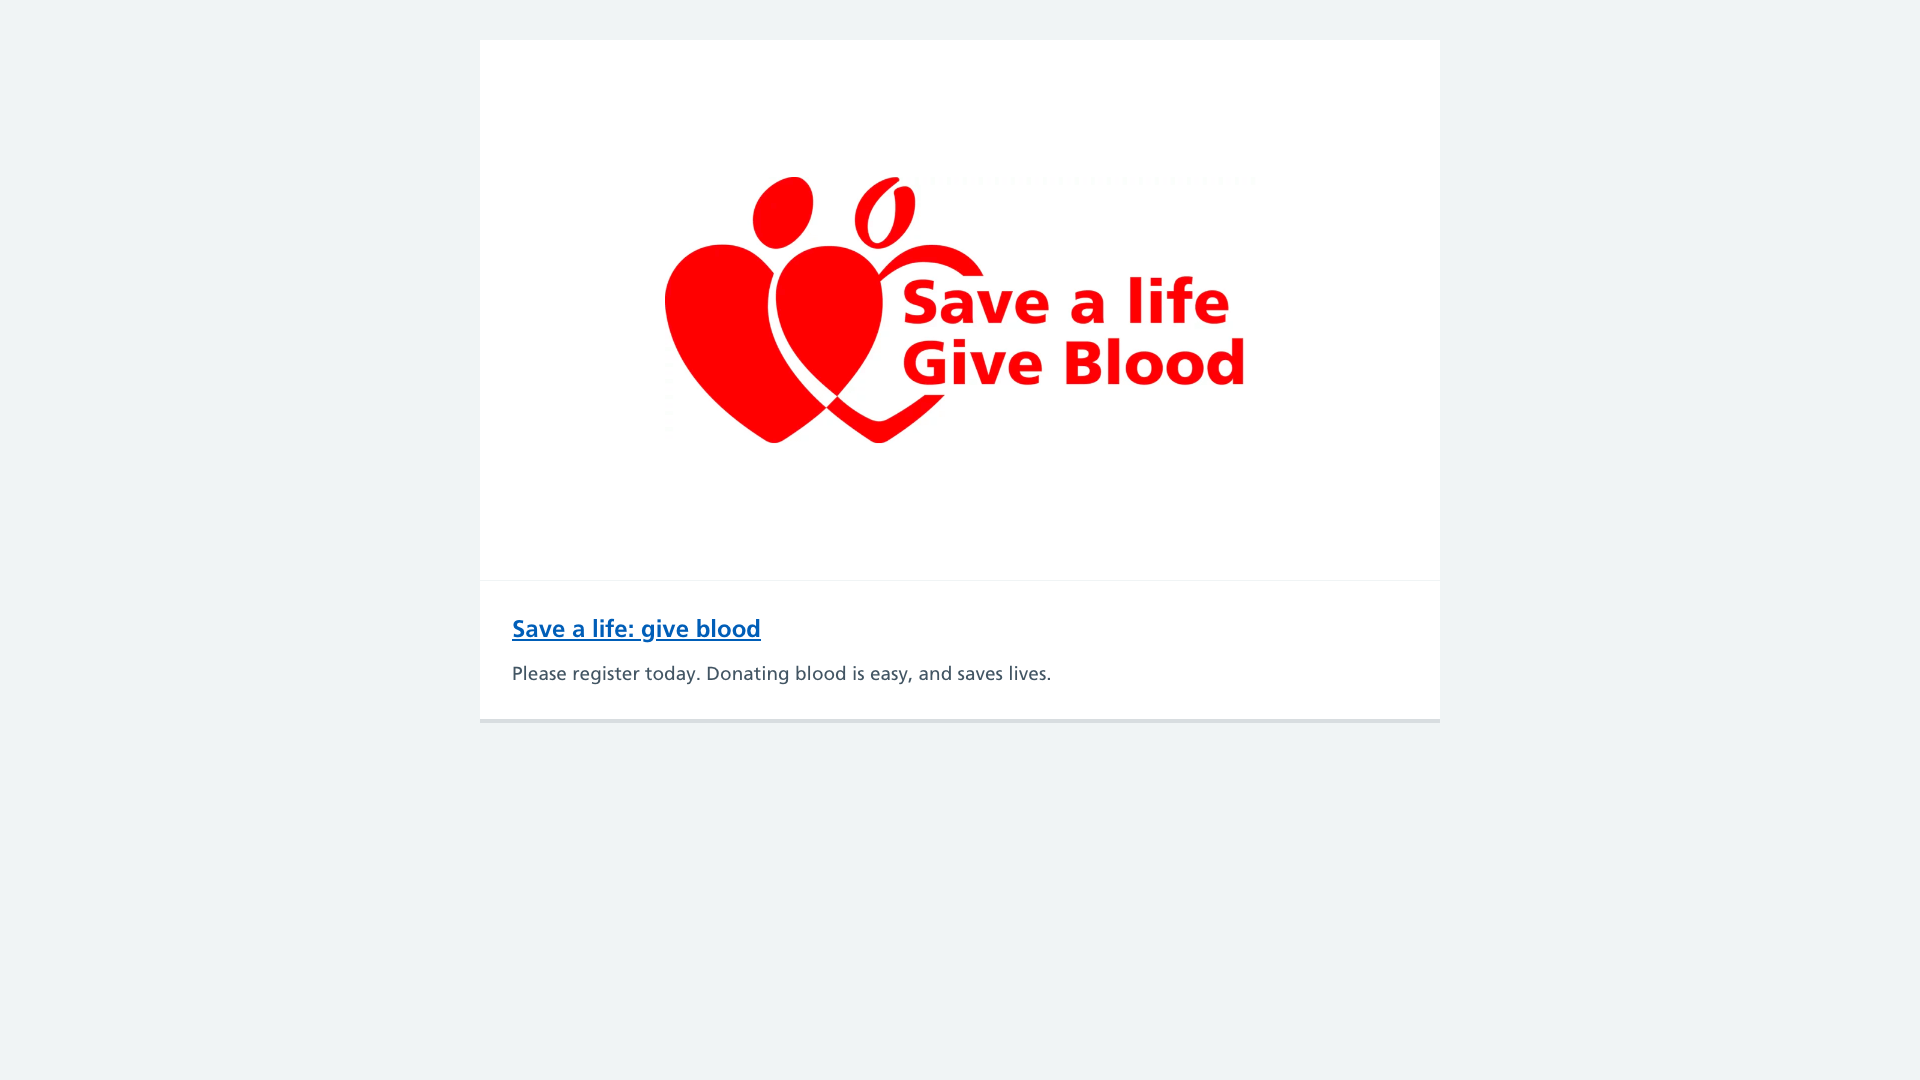 Save a life
Give Blood
Save a life: give blood
Please register today. Donating blood is easy, and saves lives.